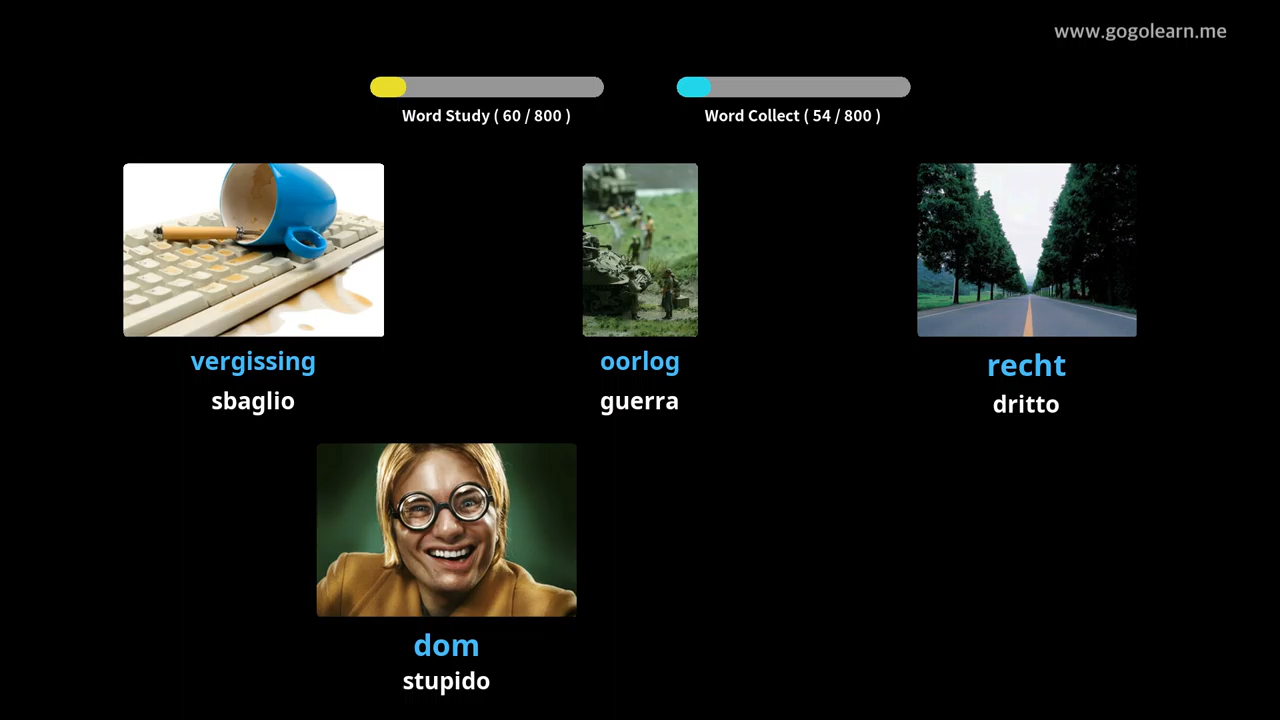 www.gogolearn.me
Word Study ( 60 / 800 )
Word Collect ( 54 / 800 )
vergissing
sbaglio
oorlog
guerra
recht
dritto
dom
stupido